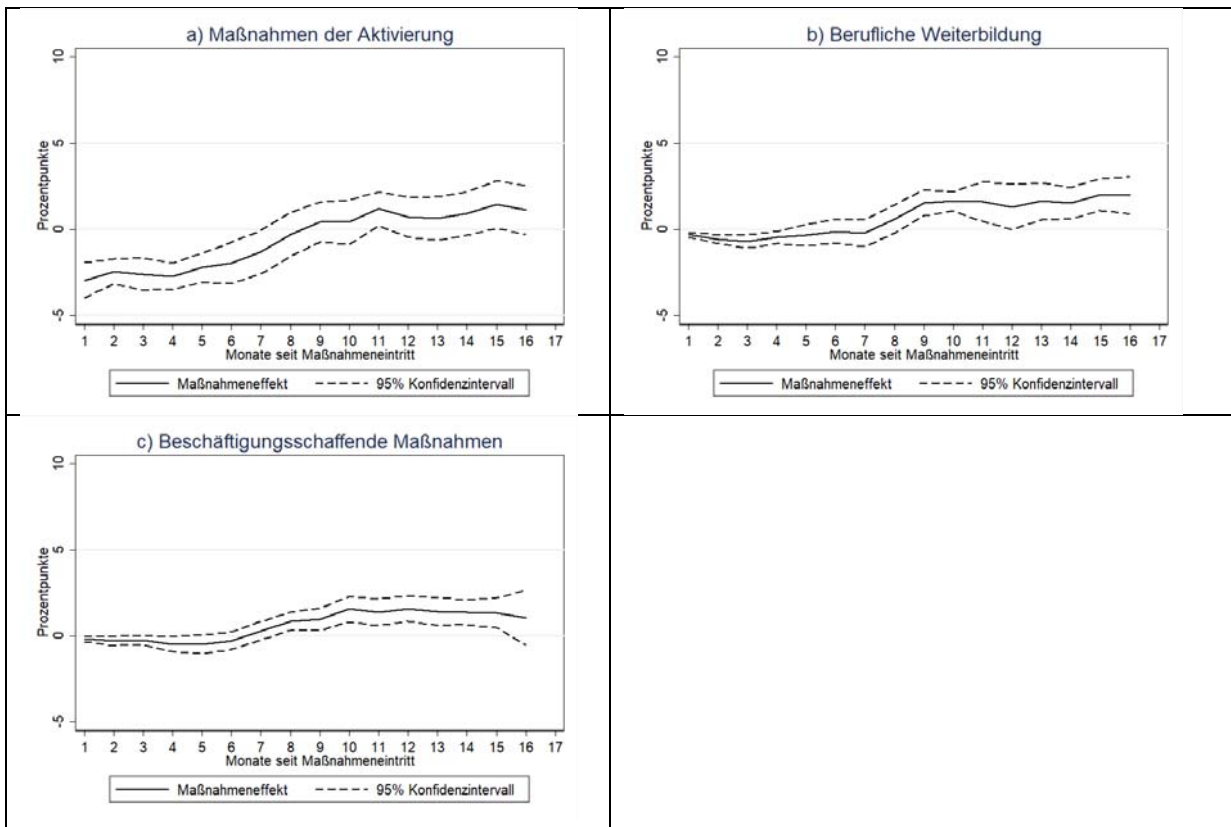 a) Maßnahmen der Aktivierung
Prozentpunkte
10
5
0
-5
1 2 3 4 5 6 7 8 9 10 11 12 13 14 15 16 17
Monate seit Maßnahmeneintritt
Maßnahmeneffekt 95% Konfidenzintervall
b) Berufliche Weiterbildung
Prozentpunkte
10
5
0
-5
1 2 3 4 5 6 7 8 9 10 11 12 13 14 15 16 17
Monate seit Maßnahmeneintritt
Maßnahmeneffekt 95% Konfidenzintervall
c) Beschäftigungsschaffende Maßnahmen
Prozentpunkte
10
5
0
-5
1 2 3 4 5 6 7 8 9 10 11 12 13 14 15 16 17
Monate seit Maßnahmeneintritt
Maßnahmeneffekt 95% Konfidenzintervall